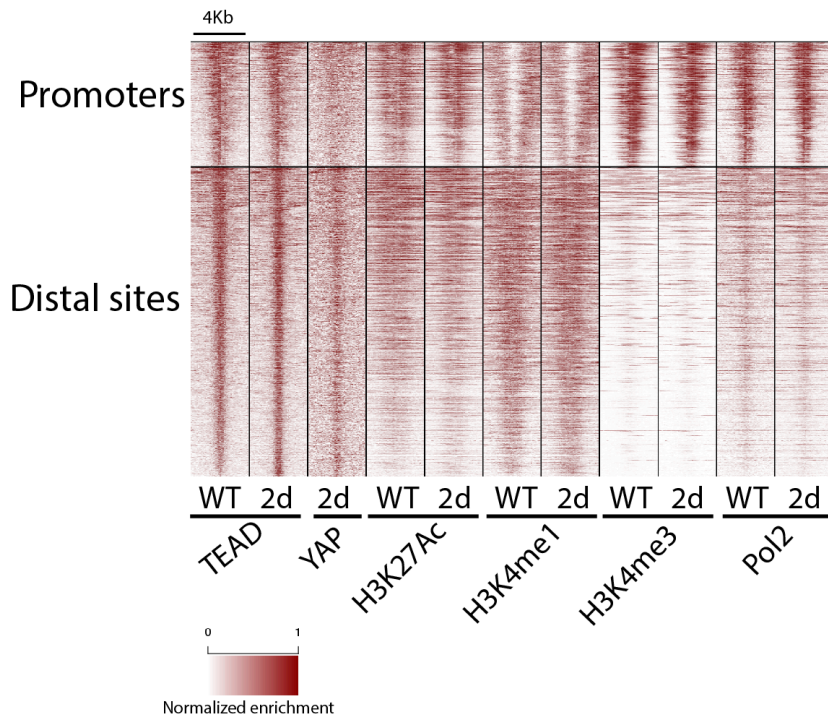 4Kb
Promoters
Distal sites
WT 2d 2d WT 2d WT 2d WT 2d WT 2d
TEAD YAP H3K27Ac H3K4me1 H3K4me3 Pol2
0 1
Normalized enrichment